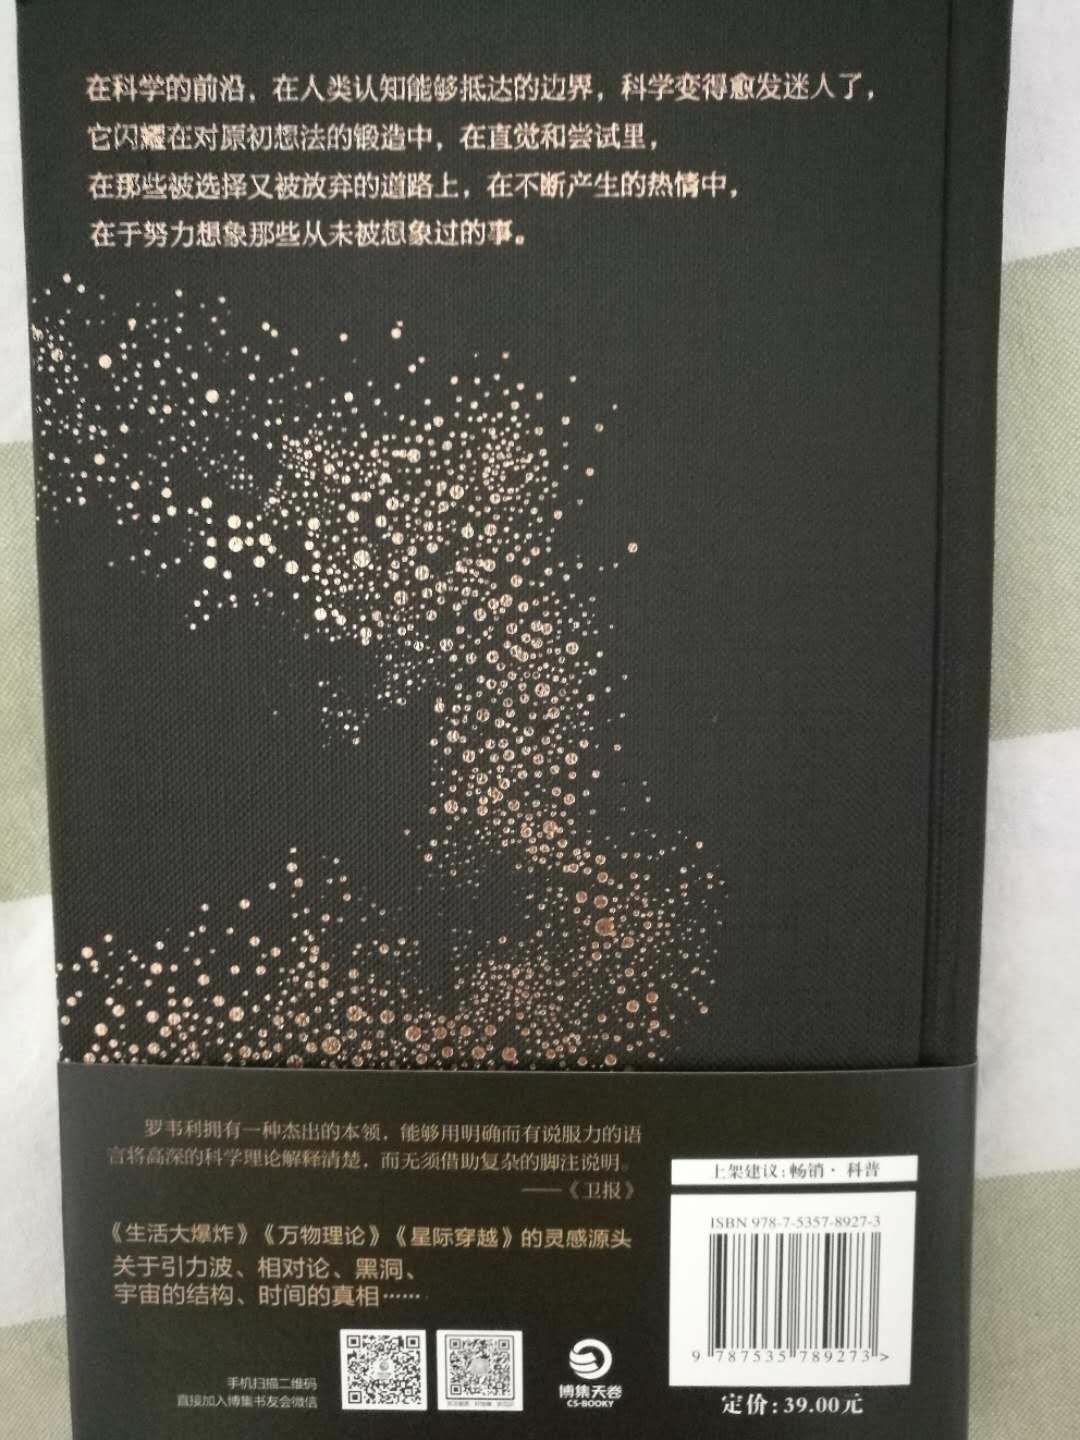 在科学的前沿，在人类认知能够抵达的边界，科学变得愈发迷人了，
它闪耀在对原初想法的锻造中，在直觉和尝试里，
在那些被选择又被放弃的道路上，在不断产生的热情中，
在于努力想象那些从未被想象过的事。
罗韦利拥有一种杰出的本领，能够用明确而有说服力的语
言将高深的科学理论解释清楚，而无须借助复杂的脚注说明。
——《卫报》
《生活大爆炸》《万物理论》《星际穿越》的灵感源头
关于引力波、相对论、黑洞、
宇宙的结构、时间的真相……
手机扫描二维码
直接加入博集书友会微信
博集天卷
CS-BOOKY
上架建议：畅销·科普
ISBN 978-7-5357-8927-3
9 787535 789273 >
定价：39.00元